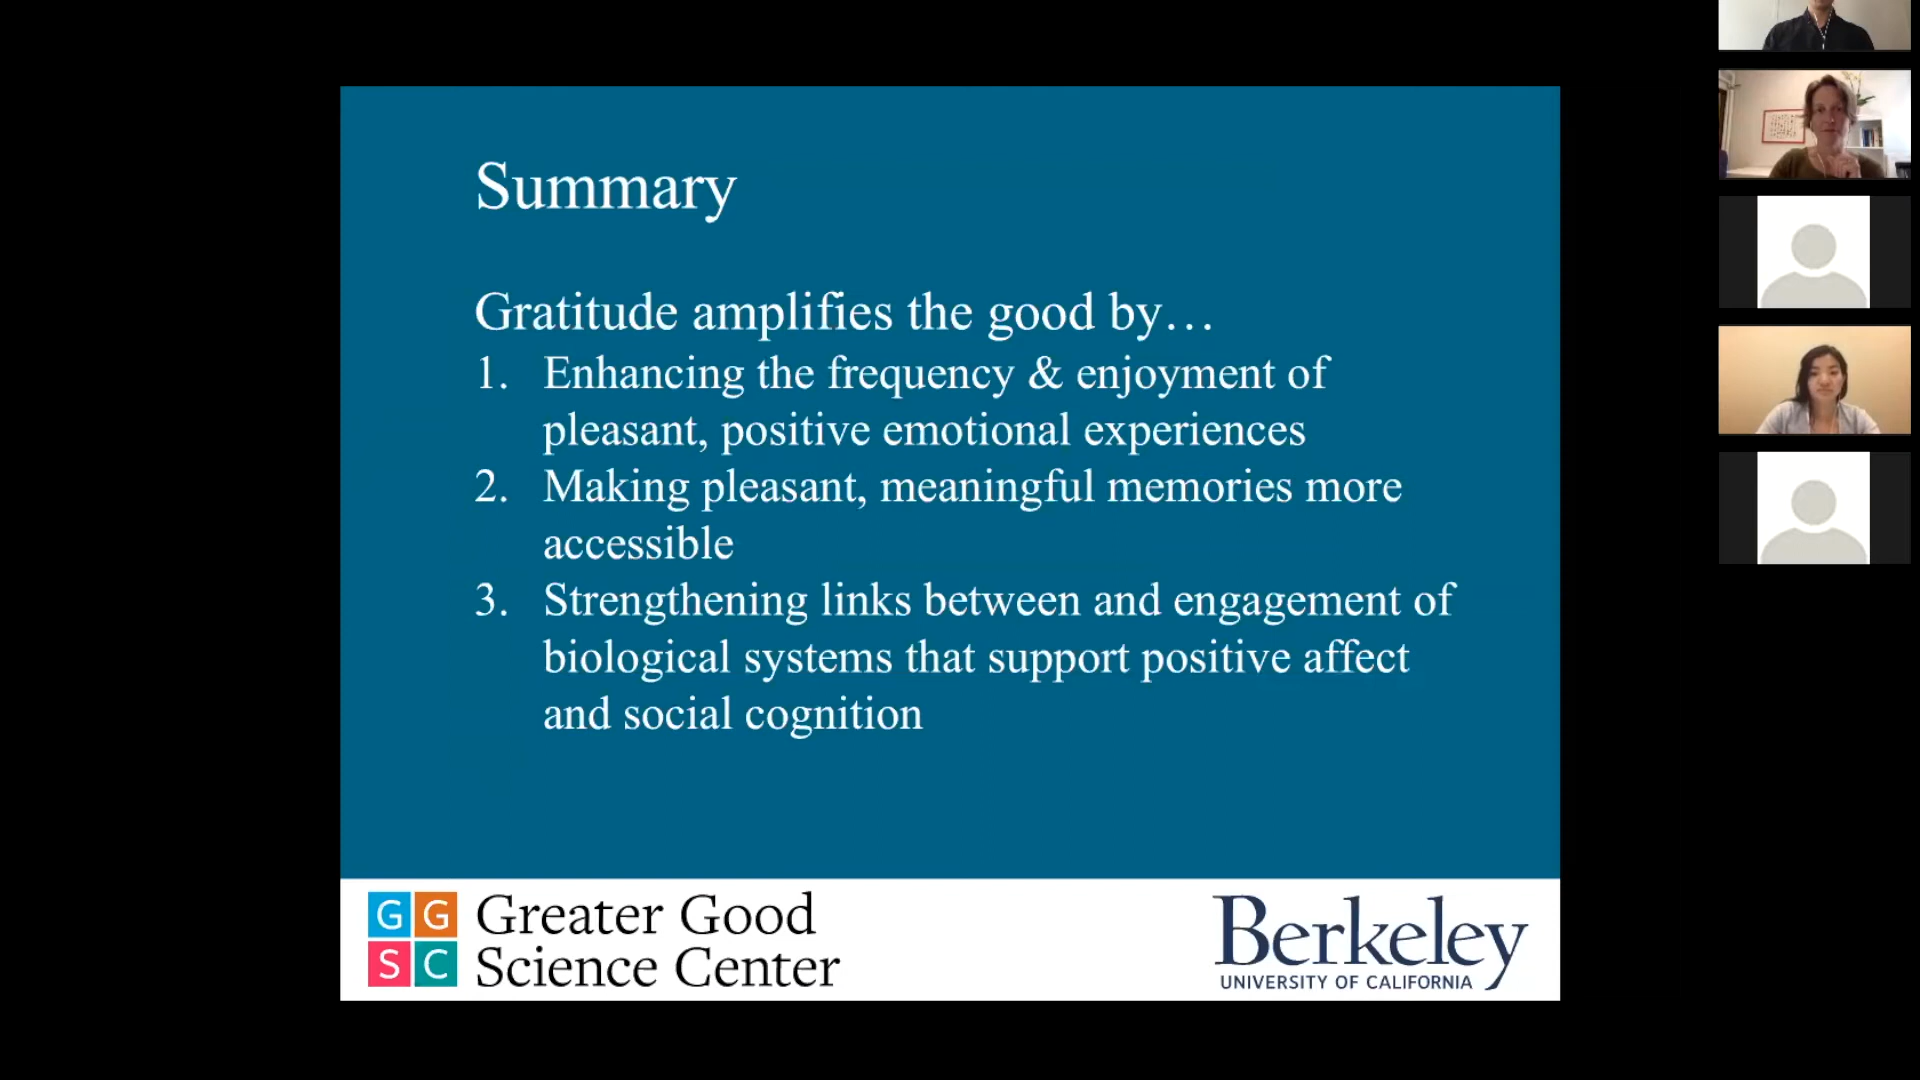 Summary
Gratitude amplifies the good by…
1. Enhancing the frequency & enjoyment of
pleasant, positive emotional experiences
2. Making pleasant, meaningful memories more
accessible
3. Strengthening links between and engagement of
biological systems that support positive affect
and social cognition
G G
S C
Greater Good
Science Center
Berkeley
UNIVERSITY OF CALIFORNIA